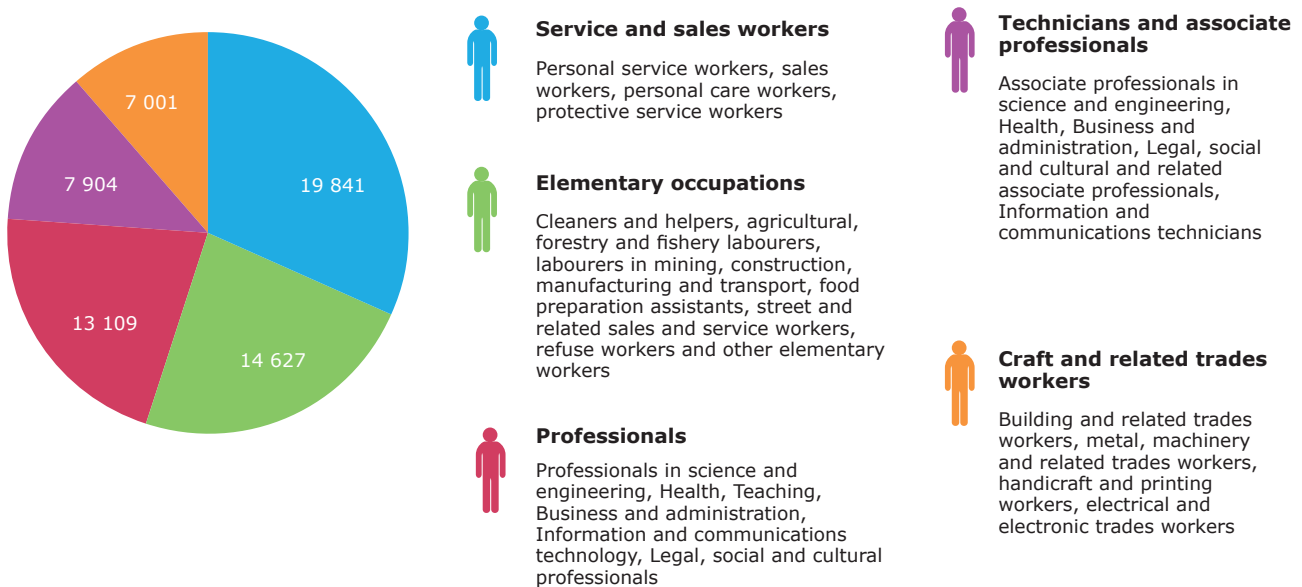 7 001
7 904
19 841
13 109
14 627
Service and sales workers
Personal service workers, sales
workers, personal care workers,
protective service workers
Elementary occupations
Cleaners and helpers, agricultural,
forestry and fishery labourers,
labourers in mining, construction,
manufacturing and transport, food
preparation assistants, street and
related sales and service workers,
refuse workers and other elementary
workers
Professionals
Professionals in science and
engineering, Health, Teaching,
Business and administration,
Information and communications
technology, Legal, social and cultural
professionals
Technicians and associate
professionals
Associate professionals in
science and engineering,
Health, Business and
administration, Legal, social
and cultural and related
associate professionals,
Information and
communications technicians
Craft and related trades
workers
Building and related trades
workers, metal, machinery
and related trades workers,
handicraft and printing
workers, electrical and
electronic trades workers